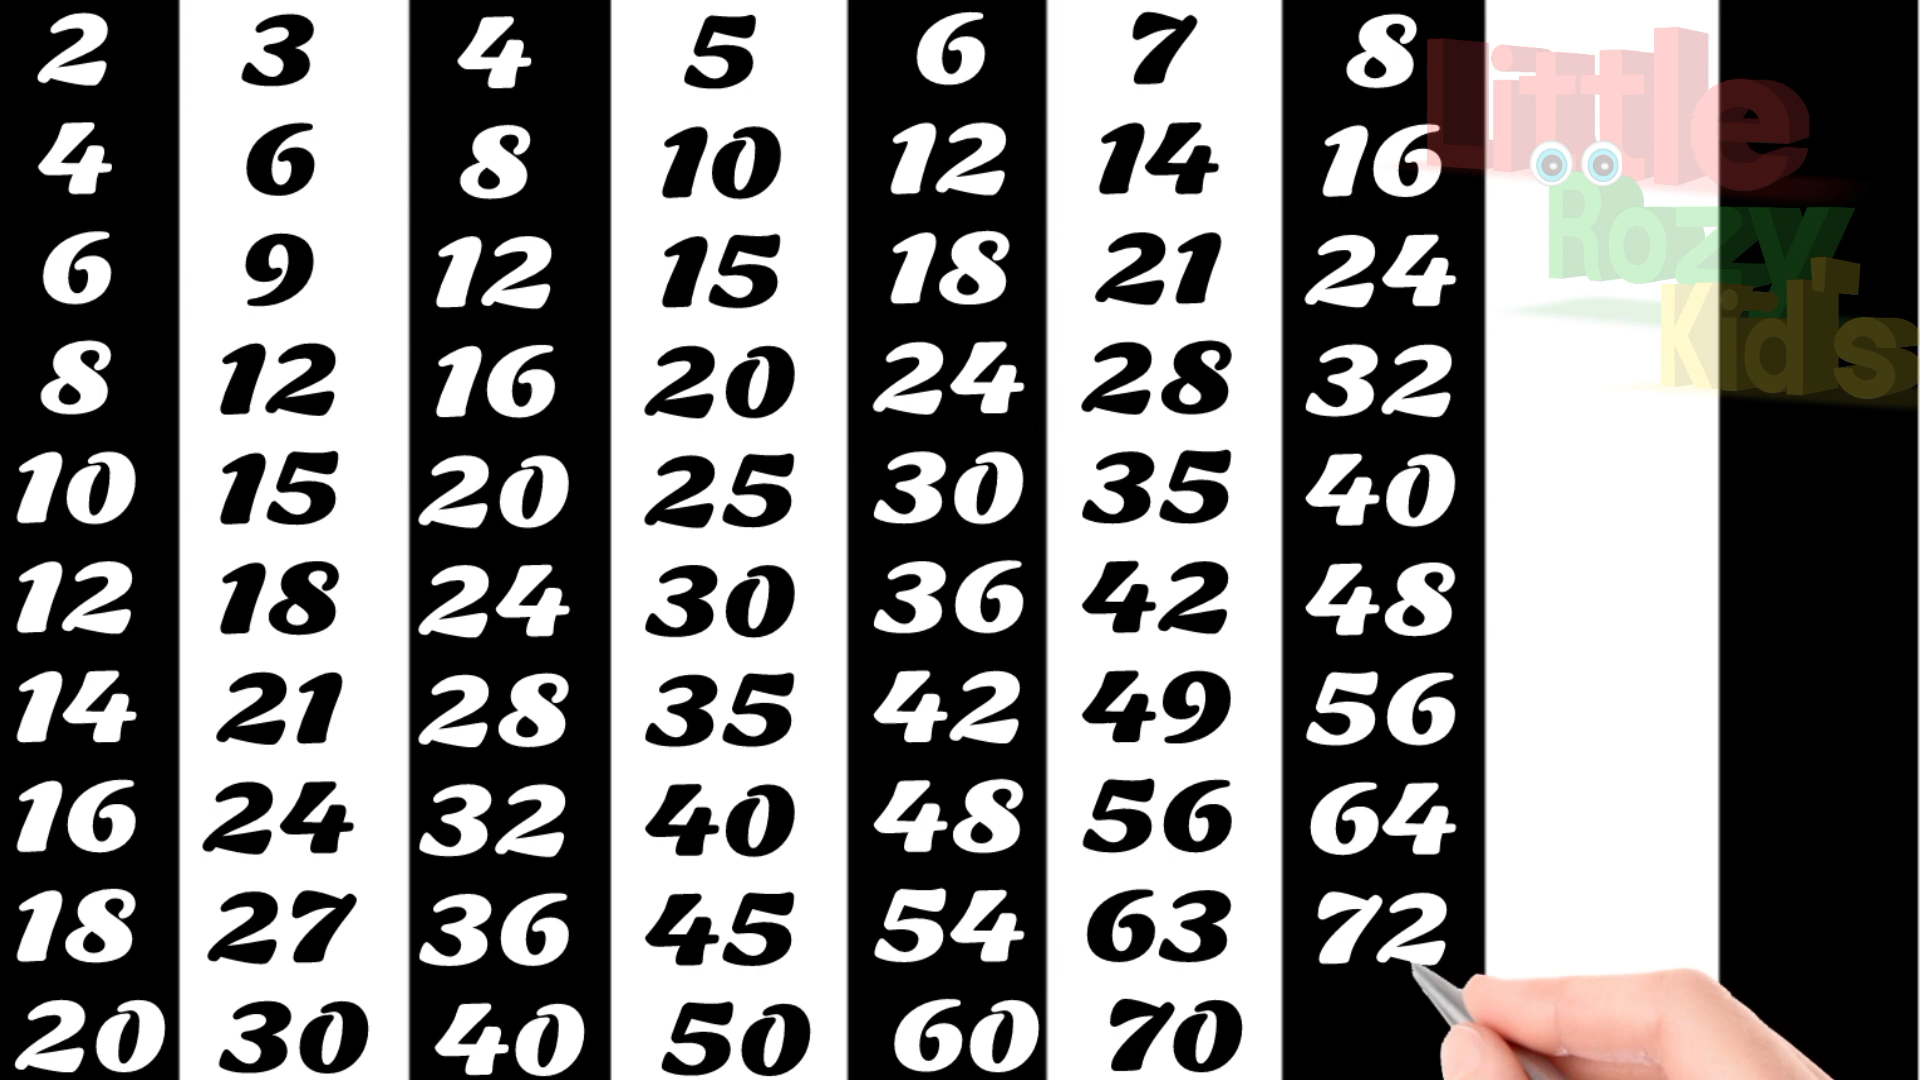 2 3 4 5 6 7 8
4 6 8 10 12 14 16
6 9 12 15 18 21 24
8 12 16 20 24 28 32
10 15 20 25 30 35 40
12 18 24 30 36 42 48
14 21 28 35 42 49 56
16 24 32 40 48 56 64
18 27 36 45 54 63 72
20 30 40 50 60 70
Little
Rozy
Kid's